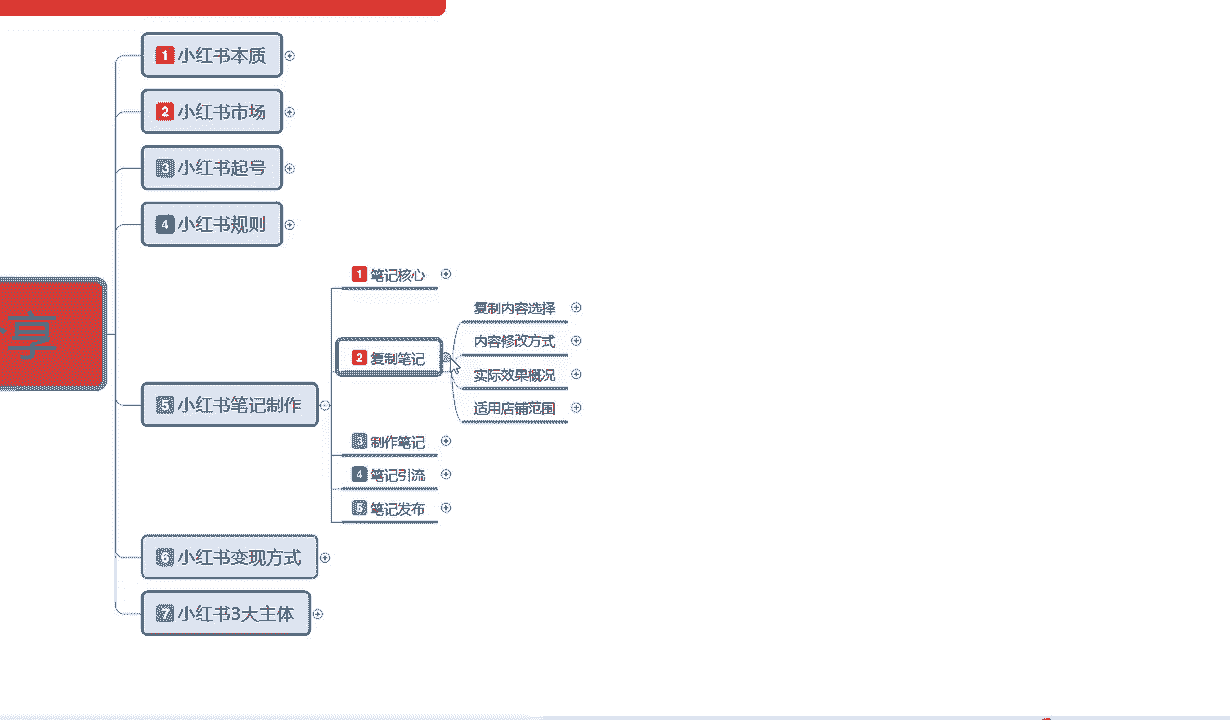 1 小红书本质
2 小红书市场
3 小红书起号
4 小红书规则
享
5 小红书笔记制作
1 笔记核心
2 复制笔记
复制内容选择
内容修改方式
实际效果概况
适用店铺范围
3 制作笔记
4 笔记引流
5 笔记发布
6 小红书变现方式
7 小红书3大主体